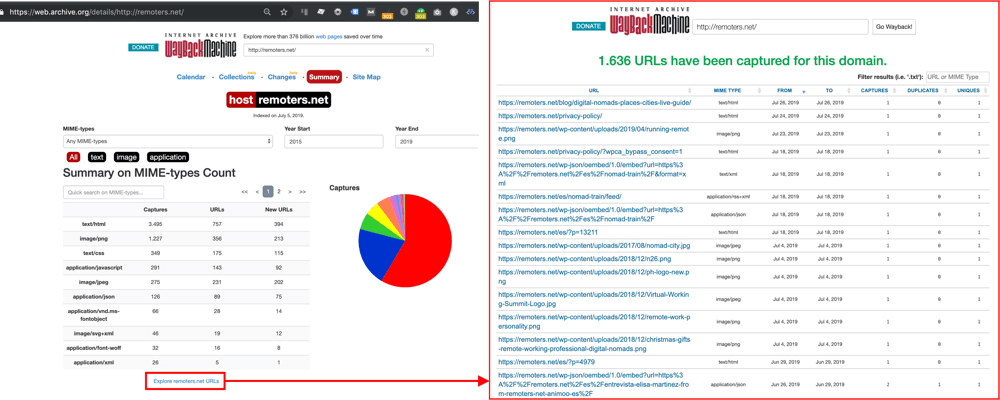 https://web.archive.org/details/http://remoters.net/
INTERNET ARCHIVE
WayBackMachine
DONATE
Explore more than 376 billion web pages saved over time
http://remoters.net/
Calendar · Collections beta · Changes beta · Summary · Site Map
host remoters.net
Indexed on July 5, 2019.
MIME-types Year Start Year End
Any MIME-types 2015 2019
All text image application
Summary on MIME-types Count
Quick search on MIME-types.
<< < 1 2 > >>
Captures URLs New URLs
text/html 3.495 757 394
image/png 1.227 356 213
text/css 349 175 115
application/javascript 291 143 92
image/jpeg 275 231 202
application/json 126 89 75
application/vnd.ms-
fontobject 66 28 14
image/svg+xml 46 19 12
application/font-woff 32 16 8
application/xml 26 5 1
Explore remoters.net URLs
Captures
INTERNET ARCHIVE
WayBackMachine
DONATE
http://remoters.net/
Go Wayback!
1.636 URLs have been captured for this domain.
Filter results (i.e. '.txt'): URL or MIME Type
URL MIME TYPE FROM TO CAPTURES DUPLICATES UNIQUES
https://remoters.net/blog/digital-nomads-places-cities-live-guide/ text/html Jul 26, 2019 Jul 26, 2019 1 0 1
https://remoters.net/privacy-policy/ text/html Jul 26, 2019 Jul 26, 2019 1 0 1
https://remoters.net/wp-content/uploads/2019/04/running-remot
e.png image/png Jul 23, 2019 Jul 23, 2019 1 0 1
https://remoters.net/privacy-policy/?wpca_bypass_consent=1 text/html Jul 18, 2019 Jul 18, 2019 1 0 1
https://remoters.net/wp-json/oembed/1.0/embed?url=https%3
A%2F%2Fremoters.net%2Fes%2Fnomad-train%2F&format=x
ml text/xml Jul 18, 2019 Jul 18, 2019 1 0 1
https://remoters.net/es/nomad-train/feed/ application/rss+xml Jul 18, 2019 Jul 18, 2019 1 0 1
https://remoters.net/wp-json/oembed/1.0/embed?url=https%3
A%2F%2Fremoters.net%2Fes%2Fnomad-train%2F application/json Jul 18, 2019 Jul 18, 2019 1 0 1
https://remoters.net/es/?p=13211 text/html Jul 18, 2019 Jul 18, 2019 1 0 1
https://remoters.net/wp-content/uploads/2017/08/nomad-city.jpg image/jpeg Jul 4, 2019 Jul 4, 2019 1 0 1
https://remoters.net/wp-content/uploads/2018/12/n26.png image/png Jul 4, 2019 Jul 4, 2019 1 0 1
https://remoters.net/wp-content/uploads/2018/12/ph-logo-new.p
ng image/png Jul 4, 2019 Jul 4, 2019 1 0 1
https://remoters.net/wp-content/uploads/2018/12/Virtual-Workin
g-Summit-Logo.jpg image/jpeg Jul 4, 2019 Jul 4, 2019 1 0 1
https://remoters.net/wp-content/uploads/2018/12/remote-work-p
ersonality.png image/png Jul 4, 2019 Jul 4, 2019 1 0 1
https://remoters.net/wp-content/uploads/2018/12/christmas-gifts
-remote-working-professional-digital-nomads.png image/png Jul 4, 2019 Jul 4, 2019 1 0 1
https://remoters.net/es/?p=4979 text/html Jun 29, 2019 Jun 29, 2019 1 0 1
https://remoters.net/wp-json/oembed/1.0/embed?url=https%3
A%2F%2Fremoters.net%2Fes%2Fentrevista-elisa-martinez-fro
m-remoters-net-animoo-es%2F application/json Jun 26, 2019 Jun 29, 2019 2 1 1